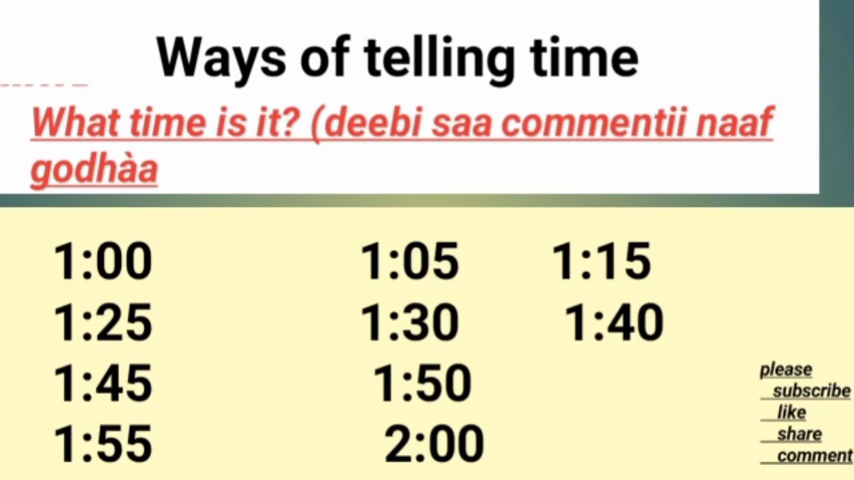 Ways of telling time
What time is it? (deebi saa commentii naaf
godhàa
1:00 1:05 1:15
1:25 1:30 1:40
1:45 1:50
1:55 2:00
please
subscribe
like
share
comment